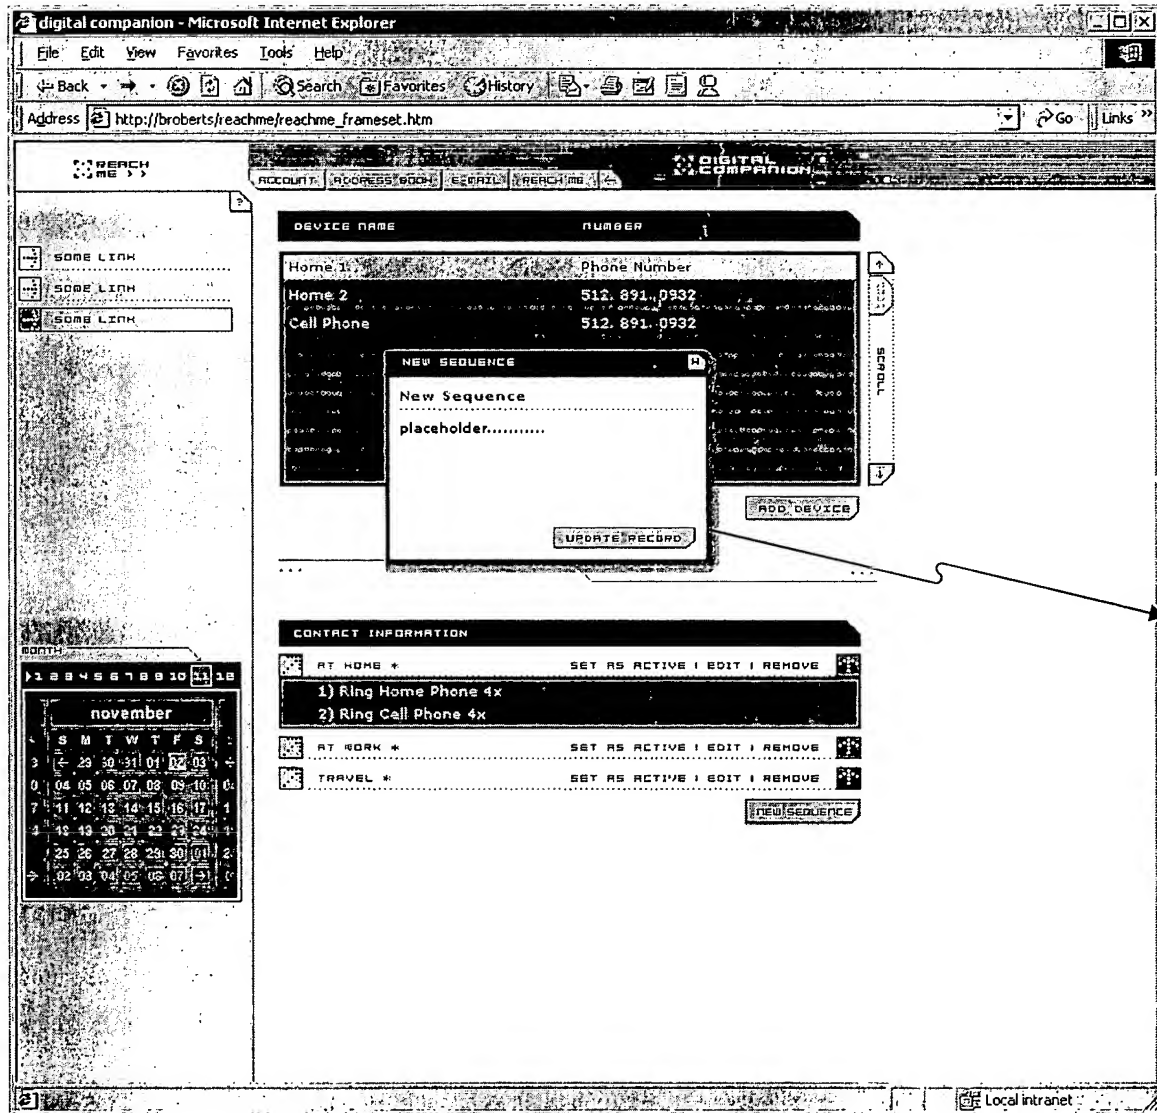 digital companion - Microsoft Internet Explorer
File Edit View Favorites Tools Help
Back Search Favorites History
Address http://broberts/reachme/reachme_frameset.htm Go Links »
REACH ME >>
DIGITAL COMPANION
ACCOUNT ADDRESS BOOK E-MAIL REACH ME
?
DEVICE NAME NUMBER
SOME LINK
SOME LINK
SOME LINK
Home 1 Phone Number
Home 2 512. 891. 0932
Cell Phone 512. 891. 0932
SCROLL
NEW SEQUENCE
New Sequence
placeholder...........
UPDATE RECORD
ADD DEVICE
CONTACT INFORMATION
AT HOME * SET AS ACTIVE | EDIT | REMOVE
1) Ring Home Phone 4x
2) Ring Cell Phone 4x
AT WORK * SET AS ACTIVE | EDIT | REMOVE
TRAVEL * SET AS ACTIVE | EDIT | REMOVE
NEW SEQUENCE
MONTH
1 2 3 4 5 6 7 8 9 10 11 12
november
S M T W T F S
29 30 31 01 02 03
04 05 06 07 08 09 10
11 12 13 14 15 16 17
18 19 20 21 22 23 24
25 26 27 28 29 30 01
02 03 04 05 06 07
Local intranet